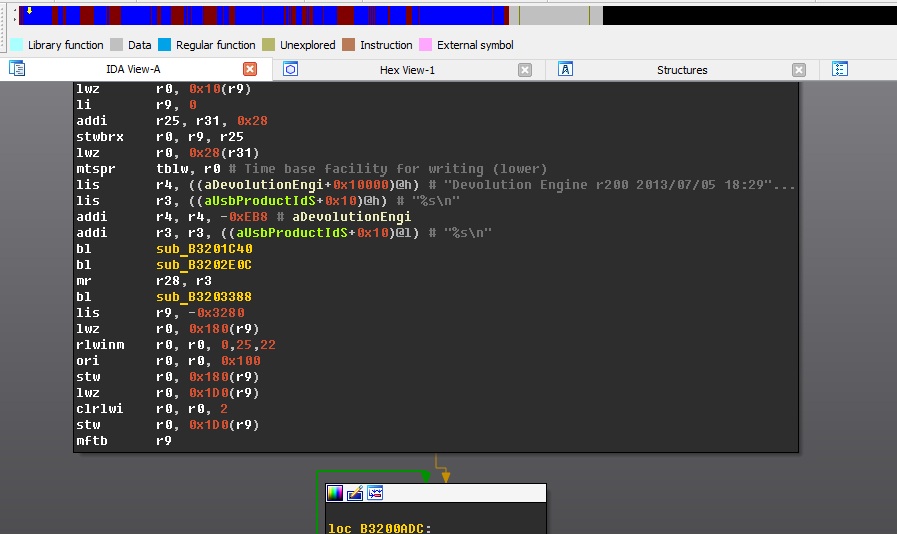 Library function Data Regular function Unexplored Instruction External symbol
IDA View-A Hex View-1 Structures
lwz r0, 0x10(r9)
li r9, 0
addi r25, r31, 0x28
stwbrx r0, r9, r25
lwz r0, 0x28(r31)
mtspr tblw, r0 # Time base facility for writing (lower)
lis r4, ((aDevolutionEngi+0x10000)@h) # "Devolution Engine r200 2013/07/05 18:29"...
lis r3, ((aUsbProductIdS+0x10)@h) # "%s\n"
addi r4, r4, -0xEB8 # aDevolutionEngi
addi r3, r3, ((aUsbProductIdS+0x10)@l) # "%s\n"
bl sub_B3201C40
bl sub_B3202E0C
mr r28, r3
bl sub_B3203388
lis r9, -0x3280
lwz r0, 0x180(r9)
rlwinm r0, r0, 0,25,22
ori r0, r0, 0x100
stw r0, 0x180(r9)
lwz r0, 0x1D0(r9)
clrlwi r0, r0, 2
stw r0, 0x1D0(r9)
mftb r9
loc_B3200ADC: